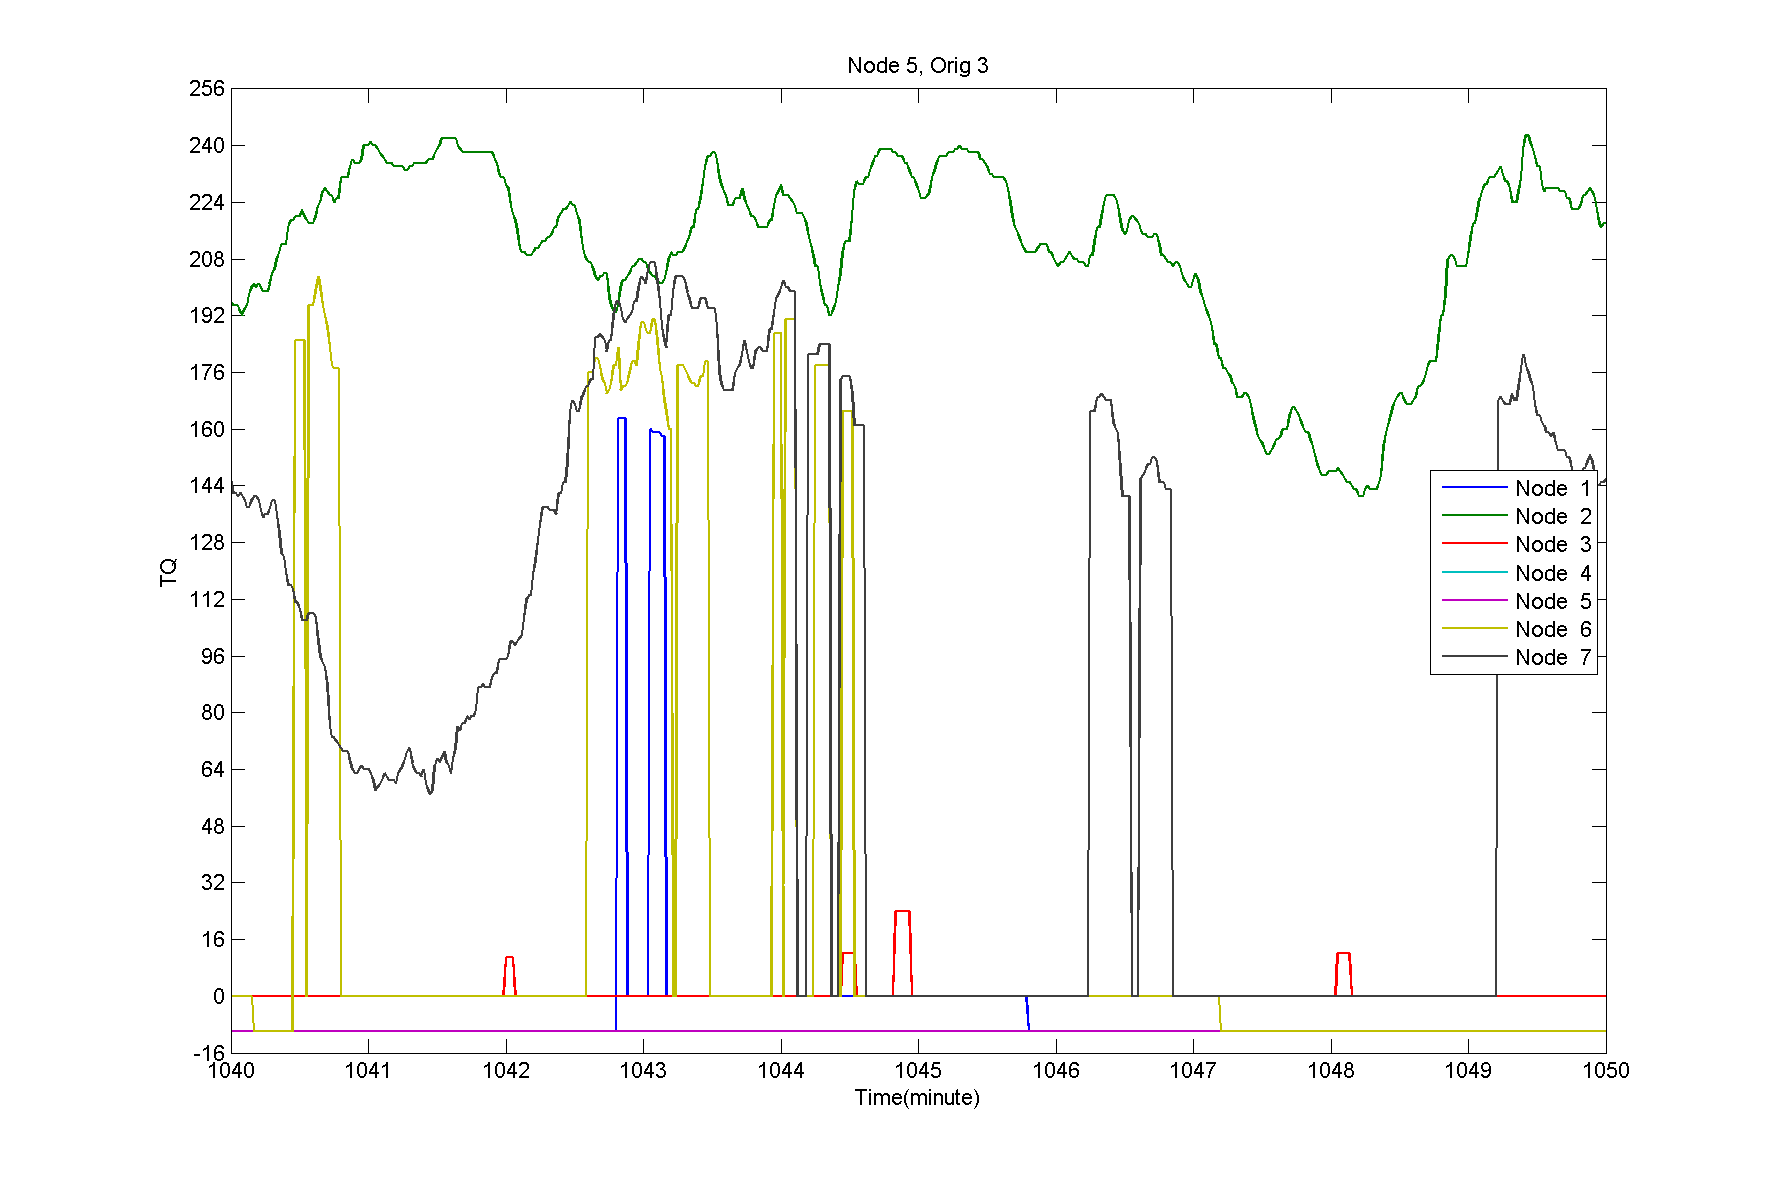 Node 5, Orig 3
256
240
224
208
192
176
160
144
128
112
96
80
64
48
32
16
0
-16
TQ
Node 1
Node 2
Node 3
Node 4
Node 5
Node 6
Node 7
1040 1041 1042 1043 1044 1045 1046 1047 1048 1049 1050
Time(minute)